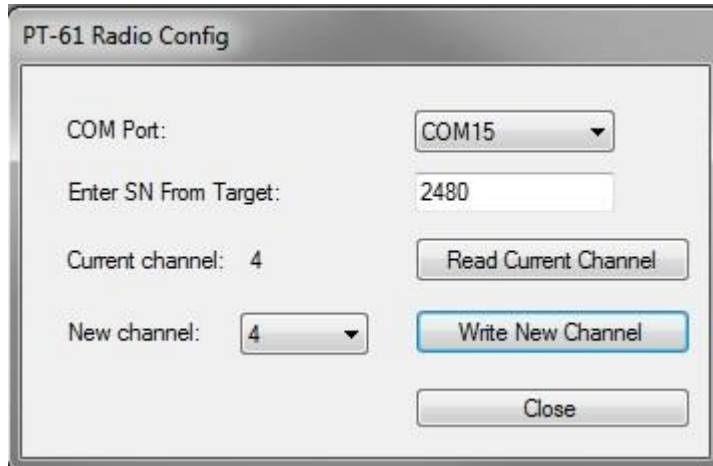 PT-61 Radio Config
COM Port: COM15
Enter SN From Target: 2480
Current channel: 4 Read Current Channel
New channel: 4 Write New Channel
Close